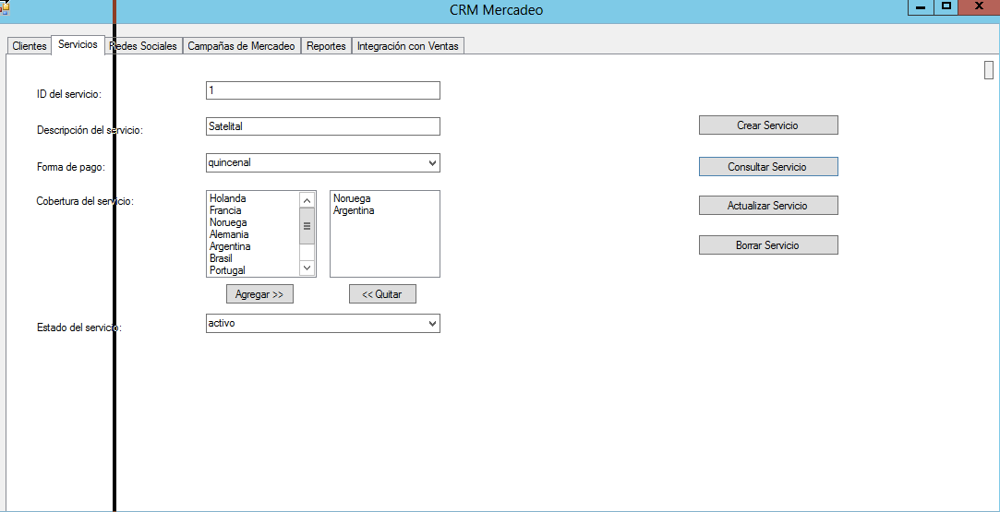 CRM Mercadeo
Clientes Servicios Redes Sociales Campañas de Mercadeo Reportes Integración con Ventas
ID del servicio: 1
Descripción del servicio: Satelital
Crear Servicio
Forma de pago: quincenal
Consultar Servicio
Cobertura del servicio:
Holanda
Francia
Noruega
Alemania
Argentina
Brasil
Portugal
Noruega
Argentina
Actualizar Servicio
Borrar Servicio
Agregar >> << Quitar
Estado del servicio: activo